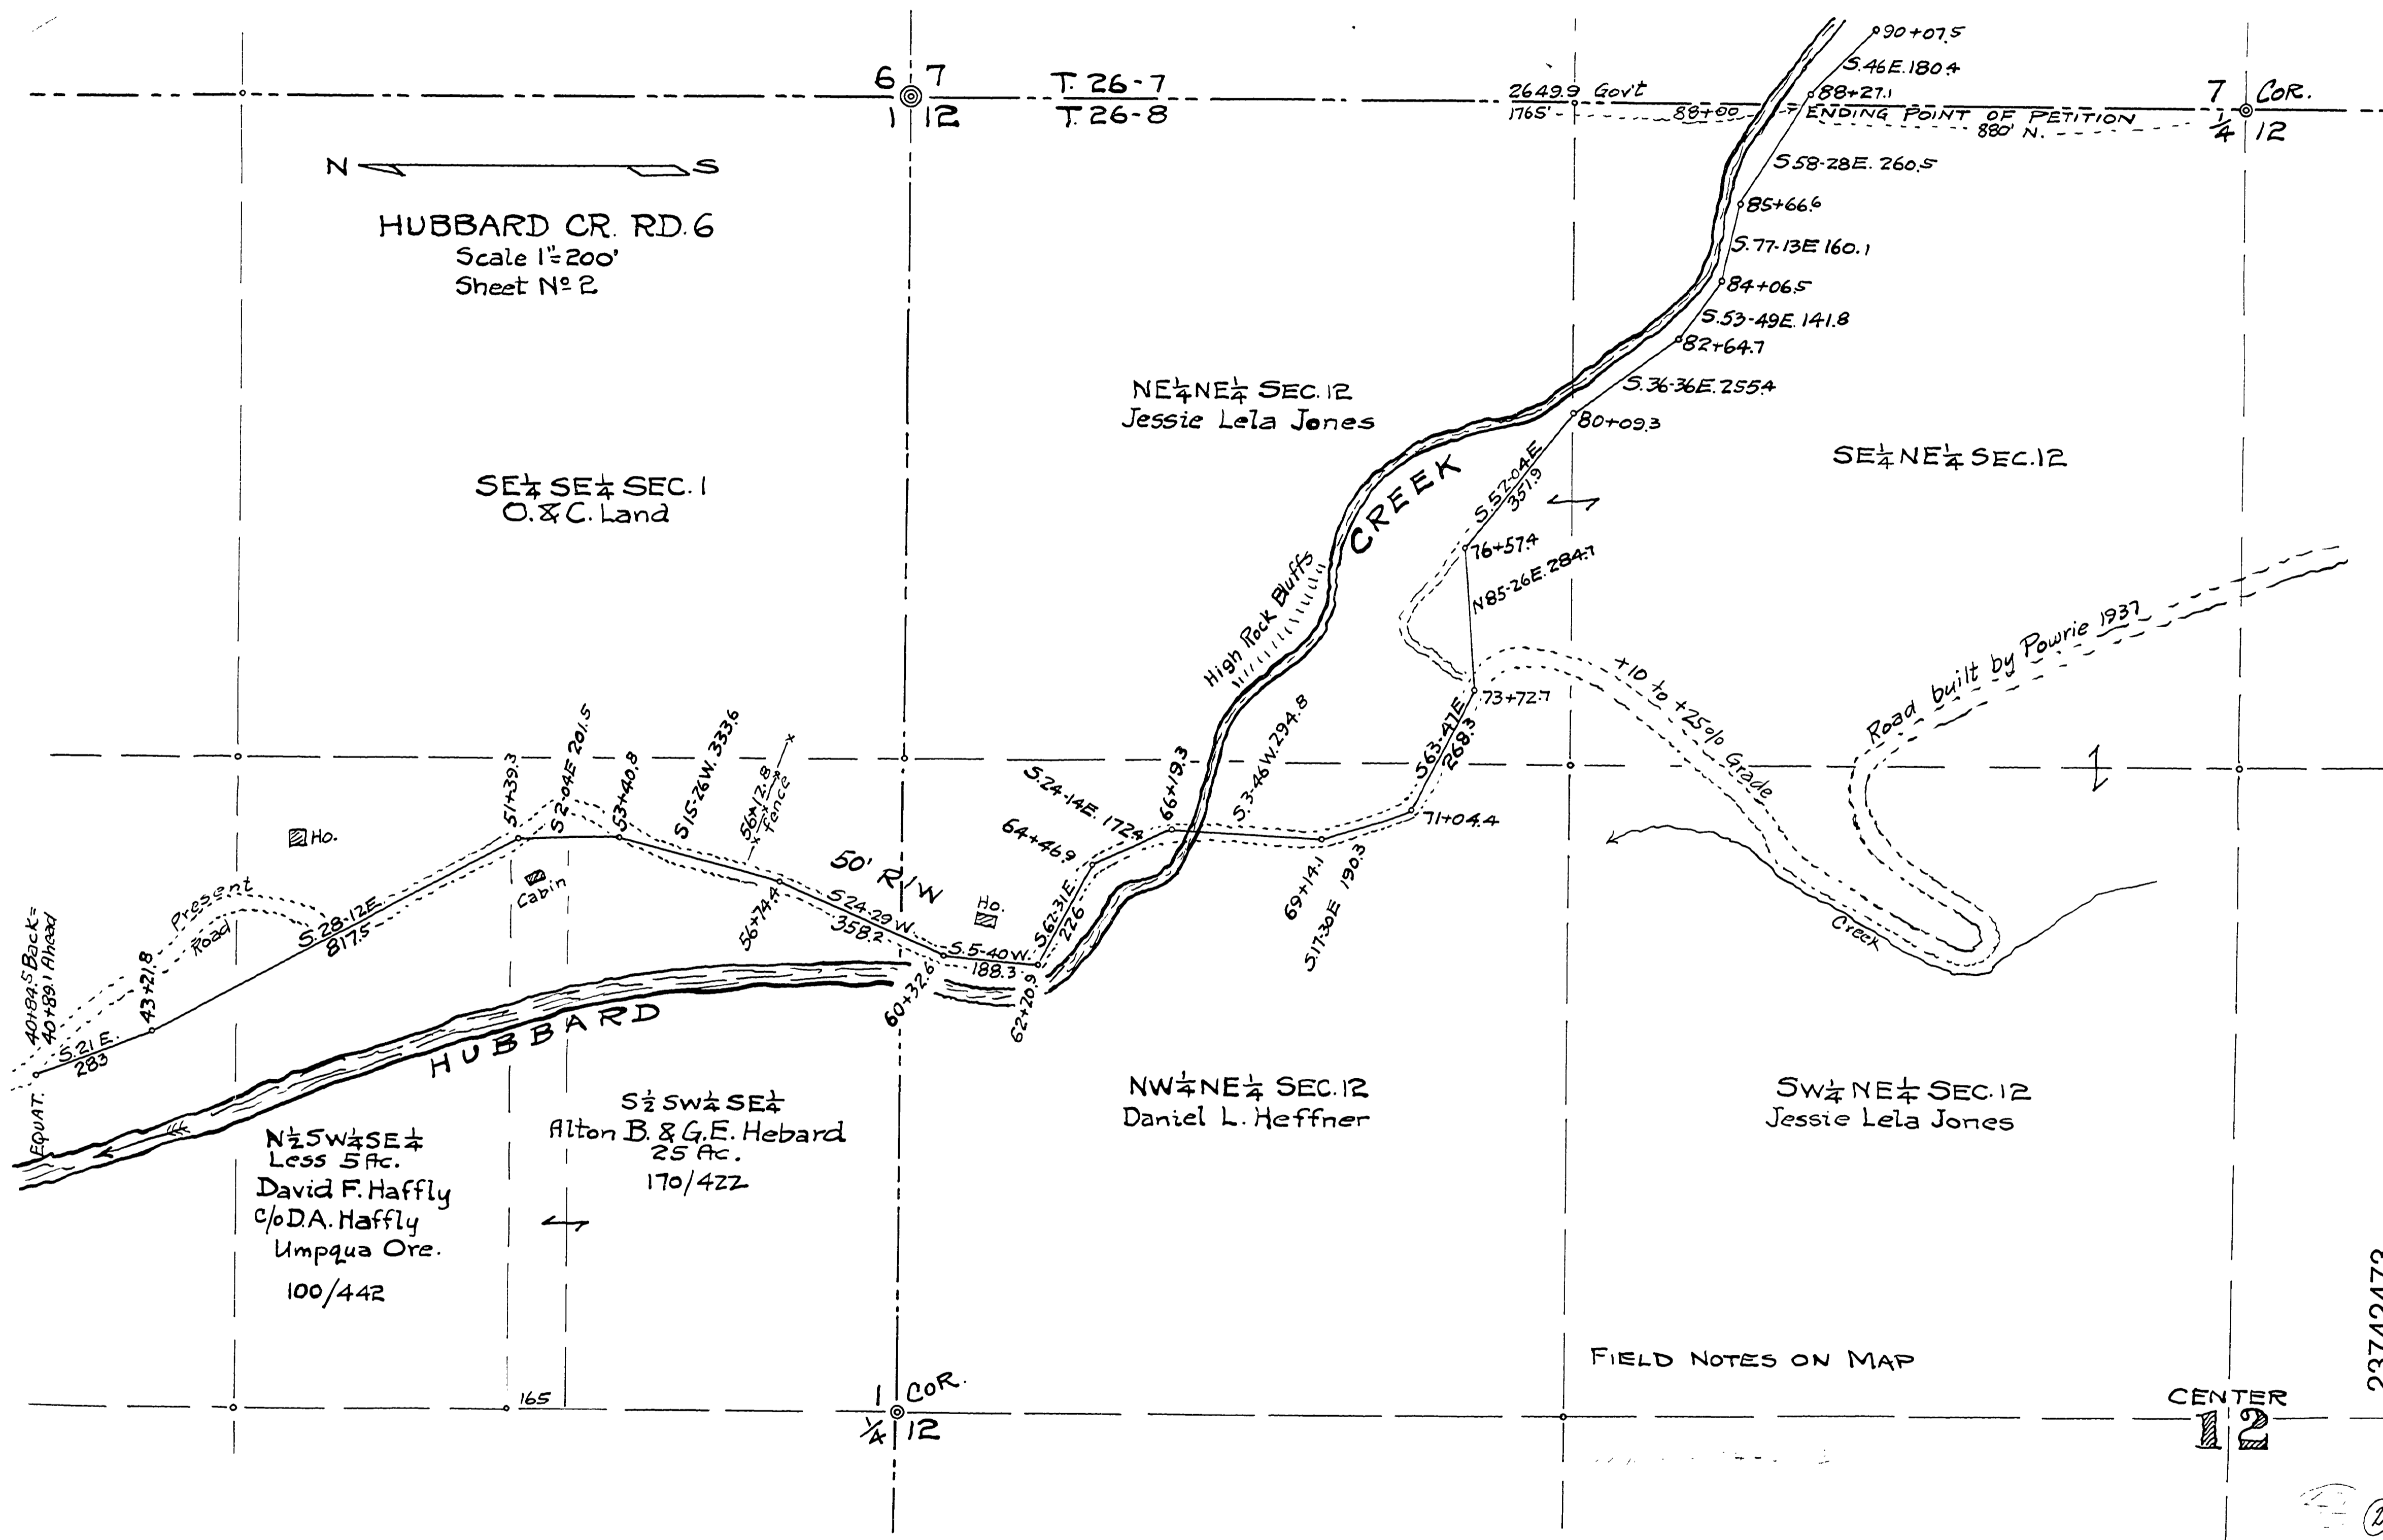 90+07.5
S.46E.180.4
88+27.1
6 7
T. 26-7
1 12
T. 26-8
2649.9 Gov't
1765'
88+00
ENDING POINT OF PETITION
880' N.
7 COR.
1/4 12
N S
HUBBARD CR. RD. 6
Scale 1"=200'
Sheet Nº 2
S.58-28E. 260.5
85+66.6
S.77-13E 160.1
84+06.5
S.53-49E. 141.8
82+64.7
S.36-36E. 255.4
80+09.3
NE¼ NE¼ SEC. 12
Jessie Lela Jones
SE¼ NE¼ SEC. 12
SE¼ SE¼ SEC. 1
O. & C. Land
CREEK
S.52-04E
351.9
76+57.4
N85-26E. 284.7
High Rock Bluffs
73+72.7
+10 to +25% Grade
Road built by Powrie 1937
S63-47E
268.3
71+04.4
S.3-46W. 294.8
66+19.3
S.24-14E. 172.4
64+46.9
69+14.1
S.17-30E 190.3
51+39.3
S2-04E 201.5
53+40.8
S15-26W. 333.6
56+12.8
fence
50' R/W
Ho.
Cabin
Present
Road
S.28-12E.
817.5
56+74.4
S24-29 W.
358.2
Ho.
S.5-40W.
188.3
S.62-31E.
226
60+32.6
62+20.9
Creek
40+84.5 Back =
40+89.1 Ahead
EQUAT.
43+21.8
S.21 E.
283
HUBBARD
N½ SW¼ SE¼
Less 5 Ac.
David F. Haffly
c/o D.A. Haffly
Umpqua Ore.
100/442
S½ SW¼ SE¼
Alton B. & G.E. Hebard
25 Ac.
170/422
NW¼ NE¼ SEC. 12
Daniel L. Heffner
SW¼ NE¼ SEC. 12
Jessie Lela Jones
165
1 COR.
1/4 12
FIELD NOTES ON MAP
CENTER
12
23742473
2